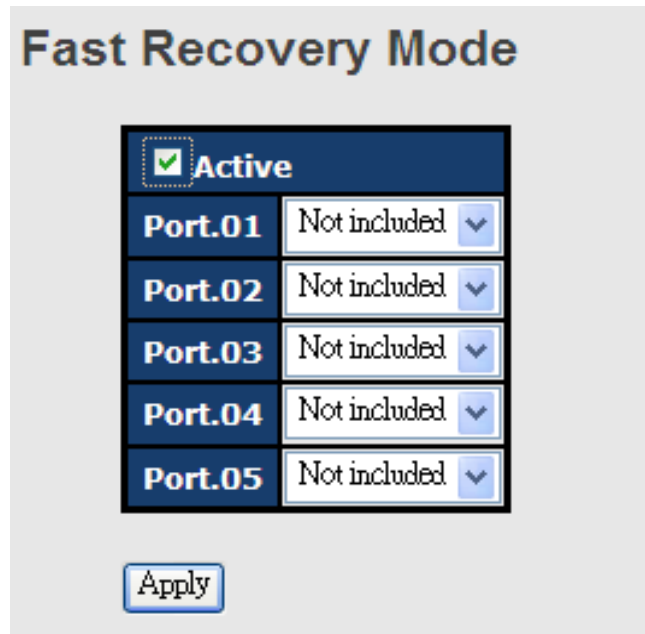 Fast Recovery Mode
Active
Port.01 Not included
Port.02 Not included
Port.03 Not included
Port.04 Not included
Port.05 Not included
Apply